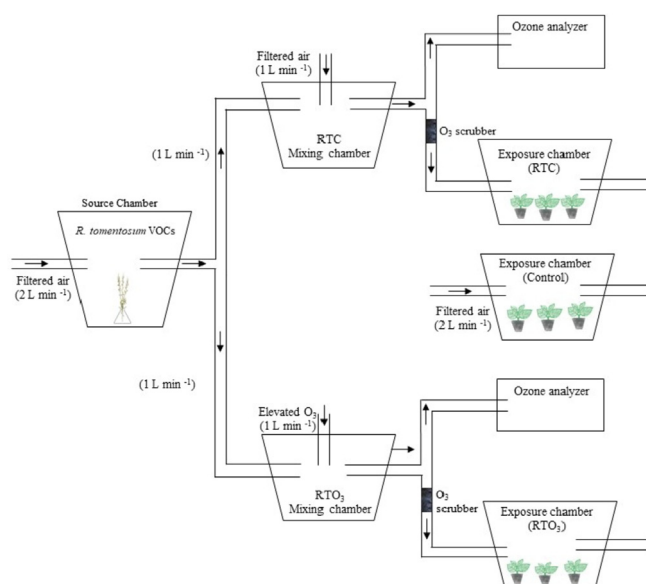 Ozone analyzer
Filtered air
(1 L min -1)
RTC
Mixing chamber
O3 scrubber
(1 L min -1)
Exposure chamber
(RTC)
Source Chamber
R. tomentosum VOCs
Filtered air
(2 L min -1)
Exposure chamber
(Control)
Filtered air
(2 L min -1)
(1 L min -1)
Ozone analyzer
Elevated O3
(1 L min -1)
RTO3
Mixing chamber
O3
scrubber
Exposure chamber
(RTO3)